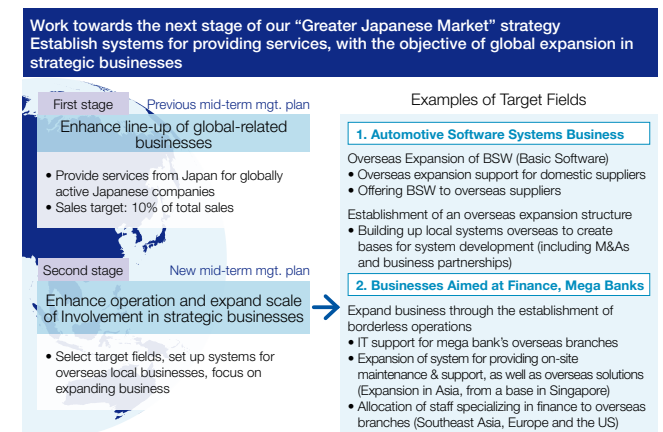 Work towards the next stage of our “Greater Japanese Market” strategy
Establish systems for providing services, with the objective of global expansion in
strategic businesses
First stage
Previous mid-term mgt. plan
Enhance line-up of global-related
businesses
• Provide services from Japan for globally
active Japanese companies
• Sales target: 10% of total sales
Second stage
New mid-term mgt. plan
Enhance operation and expand scale
of Involvement in strategic businesses
• Select target fields, set up systems for
overseas local businesses, focus on
expanding business
Examples of Target Fields
1. Automotive Software Systems Business
Overseas Expansion of BSW (Basic Software)
• Overseas expansion support for domestic suppliers
• Offering BSW to overseas suppliers
Establishment of an overseas expansion structure
• Building up local systems overseas to create
bases for system development (including M&As
and business partnerships)
2. Businesses Aimed at Finance, Mega Banks
Expand business through the establishment of
borderless operations
• IT support for mega bank’s overseas branches
• Expansion of system for providing on-site
maintenance & support, as well as overseas solutions
(Expansion in Asia, from a base in Singapore)
• Allocation of staff specializing in finance to overseas
branches (Southeast Asia, Europe and the US)